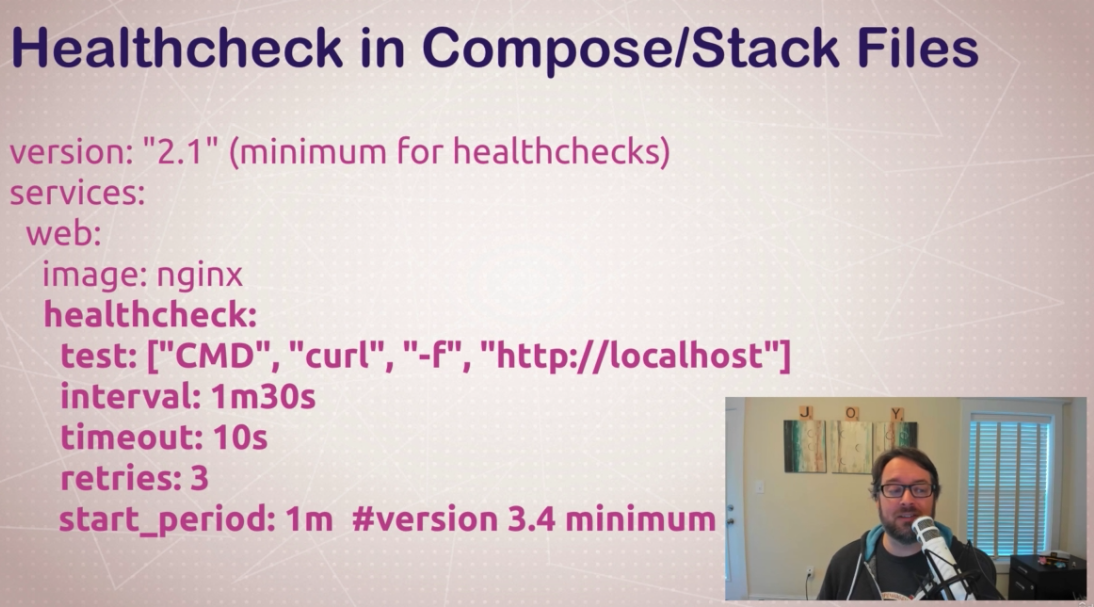 Healthcheck in Compose/Stack Files
version: "2.1" (minimum for healthchecks)
services:
web:
image: nginx
healthcheck:
test: ["CMD", "curl", "-f", "http://localhost"]
interval: 1m30s
timeout: 10s
retries: 3
start_period: 1m #version 3.4 minimum
J O Y